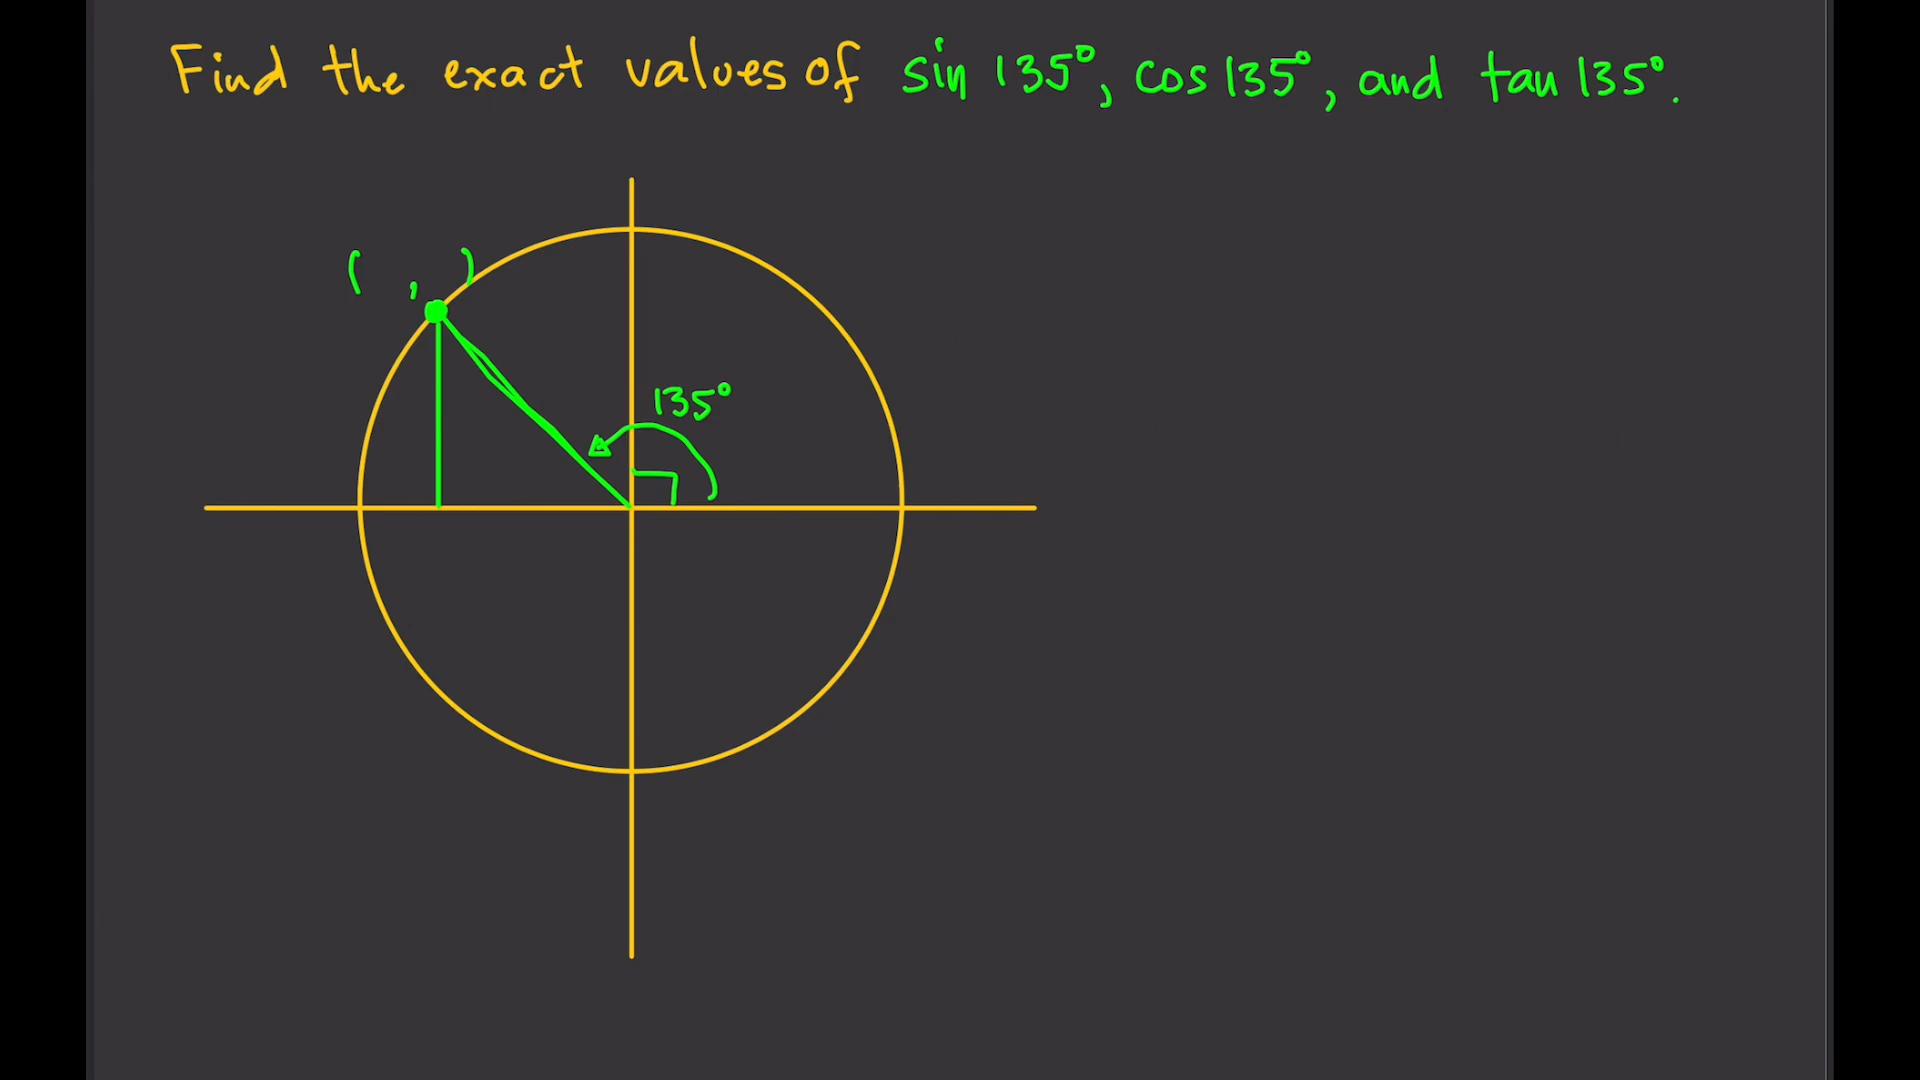 Find the exact values of sin 135°, cos 135°, and tan 135°.
( , )
135°